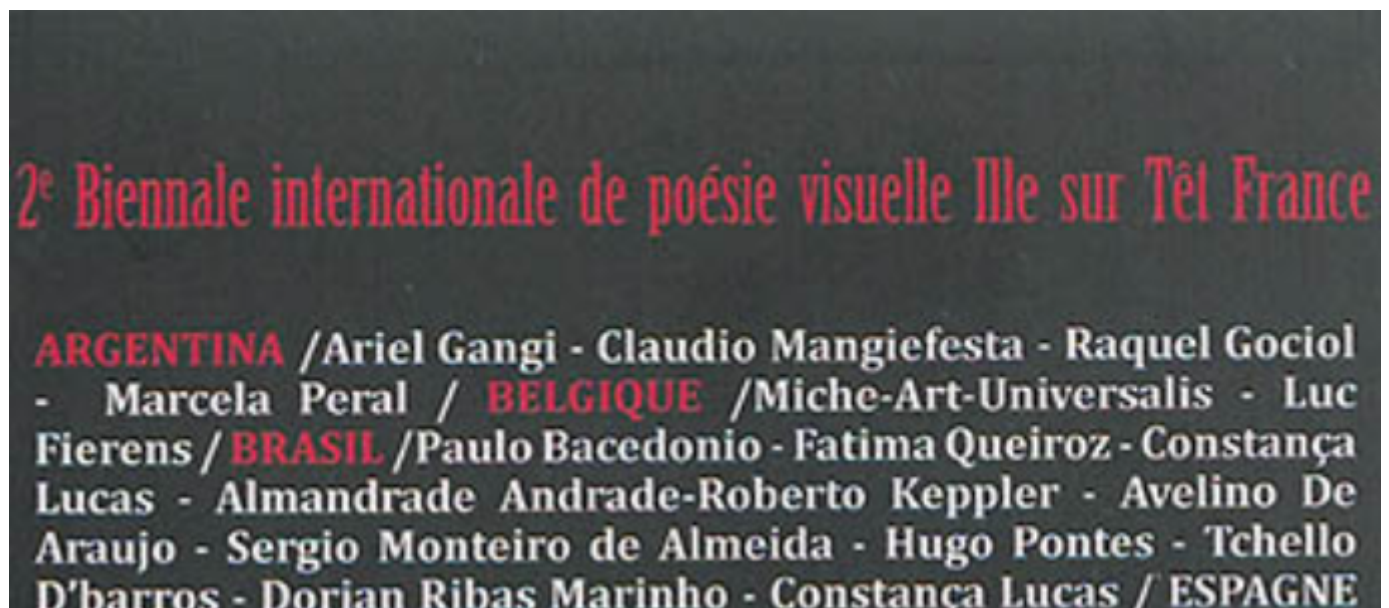 2e Biennale internationale de poésie visuelle Ille sur Têt France
ARGENTINA /Ariel Gangi - Claudio Mangiefesta - Raquel Gociol
- Marcela Peral / BELGIQUE /Miche-Art-Universalis - Luc
Fierens / BRASIL /Paulo Bacedonio - Fatima Queiroz - Constança
Lucas - Almandrade Andrade-Roberto Keppler - Avelino De
Araujo - Sergio Monteiro de Almeida - Hugo Pontes - Tchello
D'barros - Dorian Ribas Marinho - Constança Lucas / ESPAGNE